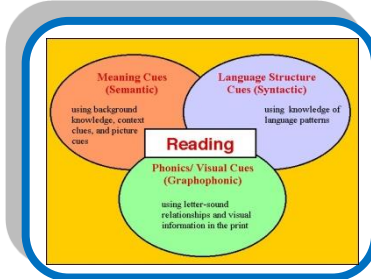 Meaning Cues
(Semantic)
using background
knowledge, context
clues, and picture
cues
Language Structure
Cues (Syntactic)
using knowledge of
language patterns
Reading
Phonics/ Visual Cues
(Graphophonic)
using letter-sound
relationships and visual
information in the print